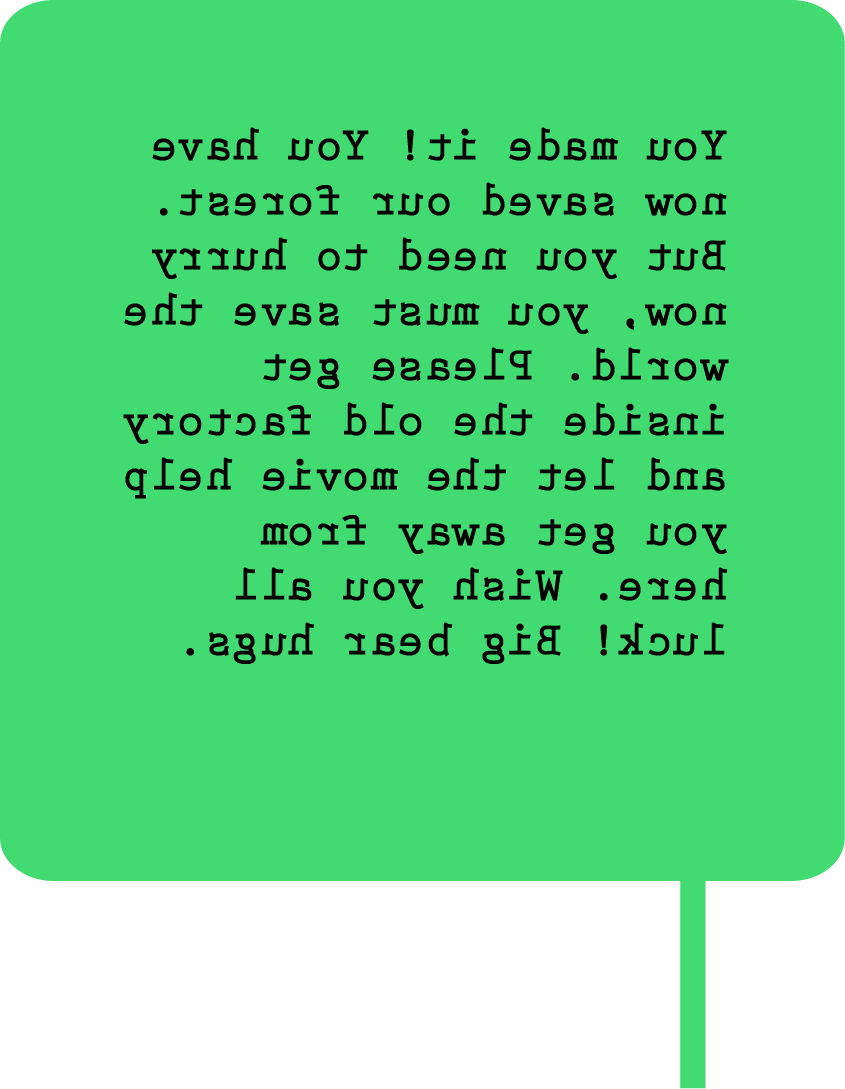 You made it! You have
now saved our forest.
But you need to hurry
now, you must save the
world. Please get
inside the old factory
and let the movie help
you get away from
here. Wish you all
luck! Big bear hugs.